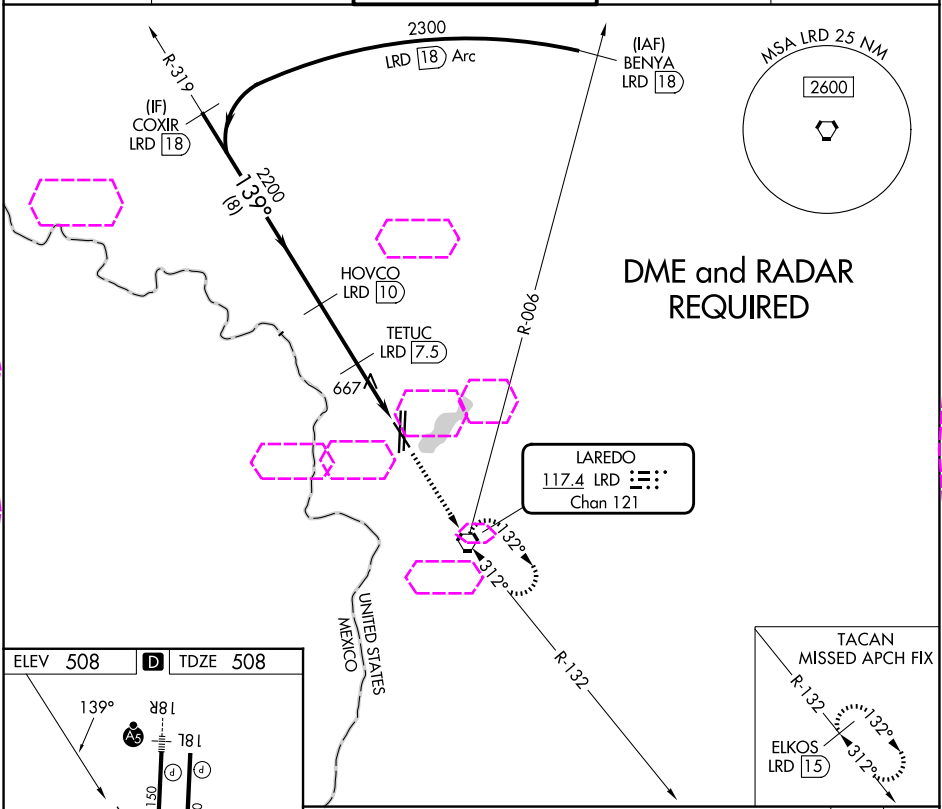 2300
LRD 18 Arc
(IAF)
BENYA
LRD 18
MSA LRD 25 NM
2600
R-319
(IF)
COXIR
LRD 18
2200
139°
(8)
HOVCO
LRD 10
DME and RADAR
REQUIRED
R-006
TETUC
LRD 7.5
667
LAREDO
117.4 LRD
Chan 121
132°
312°
UNITED STATES
MEXICO
R-132
ELEV 508
D
TDZE 508
139°
18R
A5
18L
P
P
150
0
TACAN
MISSED APCH FIX
R-132
132°
312°
ELKOS
LRD 15